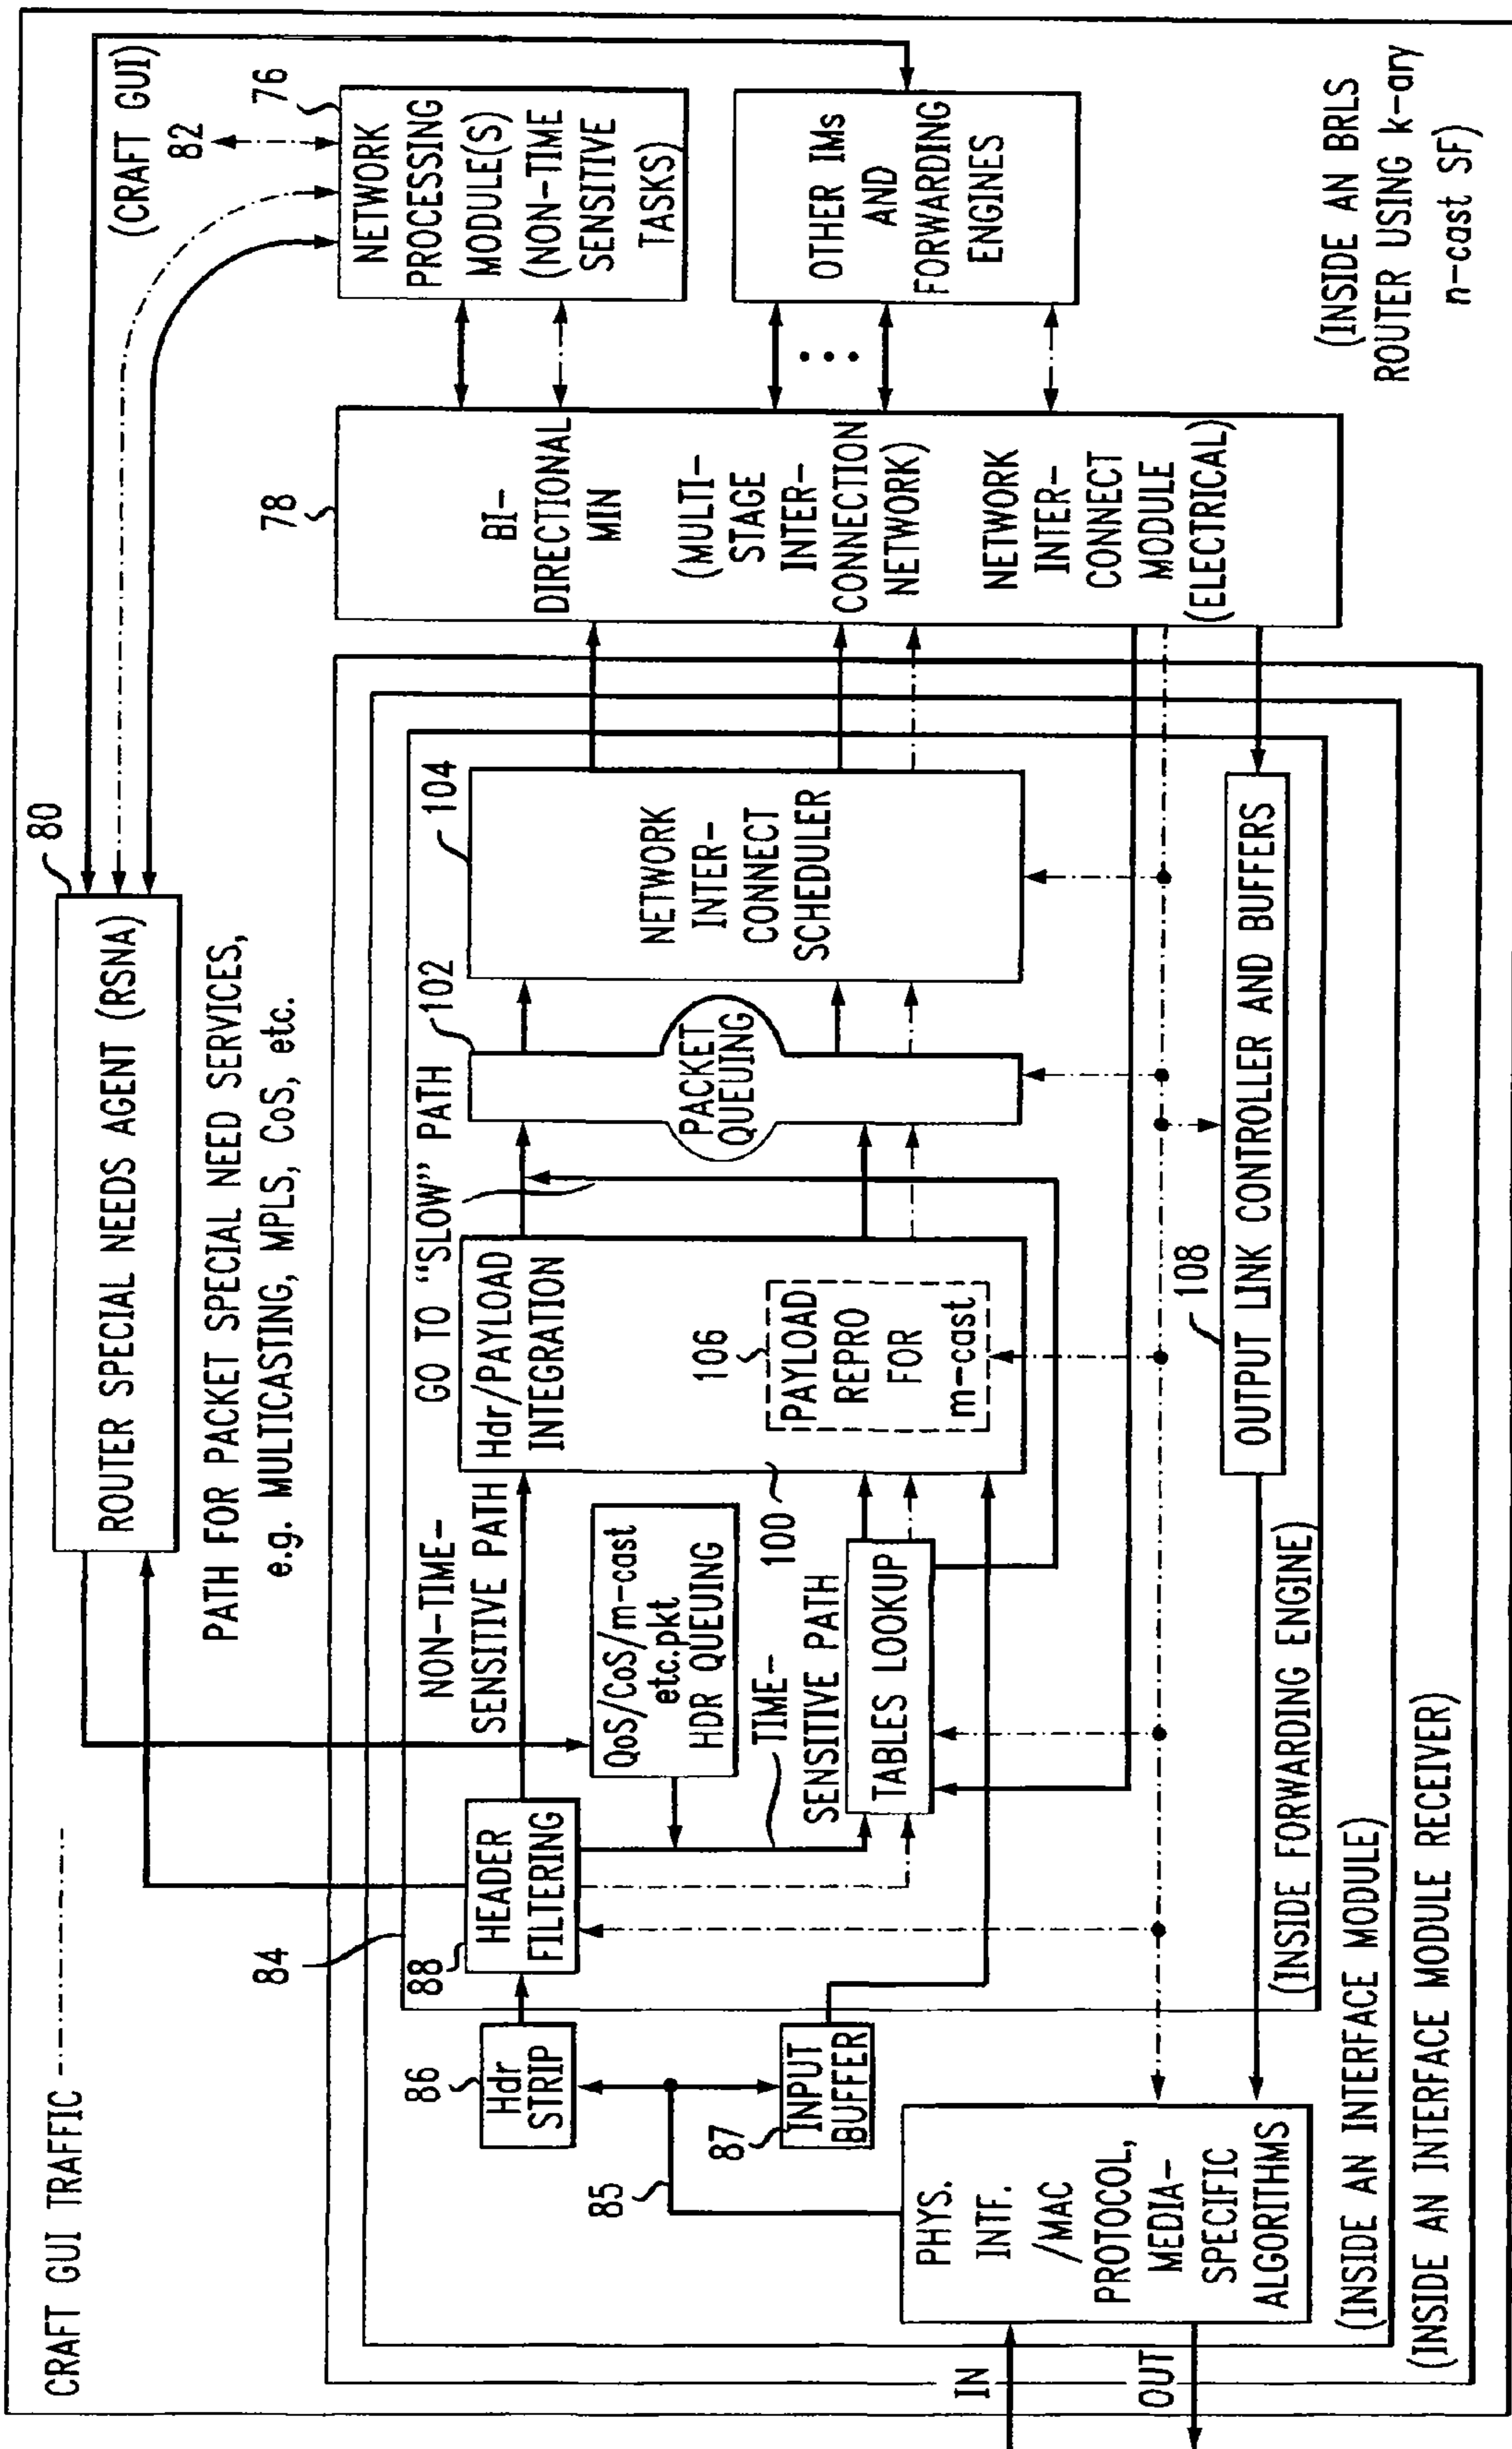 CRAFT GUI TRAFFIC
80
ROUTER SPECIAL NEEDS AGENT (RSNA)
PATH FOR PACKET SPECIAL NEED SERVICES,
e.g. MULTICASTING, MPLS, CoS, etc.
(CRAFT GUI)
82
76
NETWORK
PROCESSING
MODULE(S)
(NON-TIME
SENSITIVE
TASKS)
84
78
BI-
DIRECTIONAL
MIN
(MULTI-
STAGE
INTER-
CONNECTION
NETWORK)
NETWORK
INTER-
CONNECT
MODULE
(ELECTRICAL)
OTHER IMs
AND
FORWARDING
ENGINES
86
Hdr
STRIP
88
HEADER
FILTERING
NON-TIME-
SENSITIVE PATH
QoS/CoS/m-cast
etc.pkt
HDR QUEUING
TIME-
SENSITIVE PATH
TABLES LOOKUP
GO TO "SLOW" PATH
Hdr/PAYLOAD
INTEGRATION
100
106
PAYLOAD
REPRO
FOR
m-cast
102
PACKET
QUEUING
104
NETWORK
INTER-
CONNECT
SCHEDULER
85
87
INPUT
BUFFER
PHYS.
INTF.
/MAC
PROTOCOL,
MEDIA-
SPECIFIC
ALGORITHMS
IN
OUT
108
OUTPUT LINK CONTROLLER AND BUFFERS
(INSIDE FORWARDING ENGINE)
(INSIDE AN INTERFACE MODULE)
(INSIDE AN INTERFACE MODULE RECEIVER)
(INSIDE AN BRLS
ROUTER USING k-ary
n-cast SF)